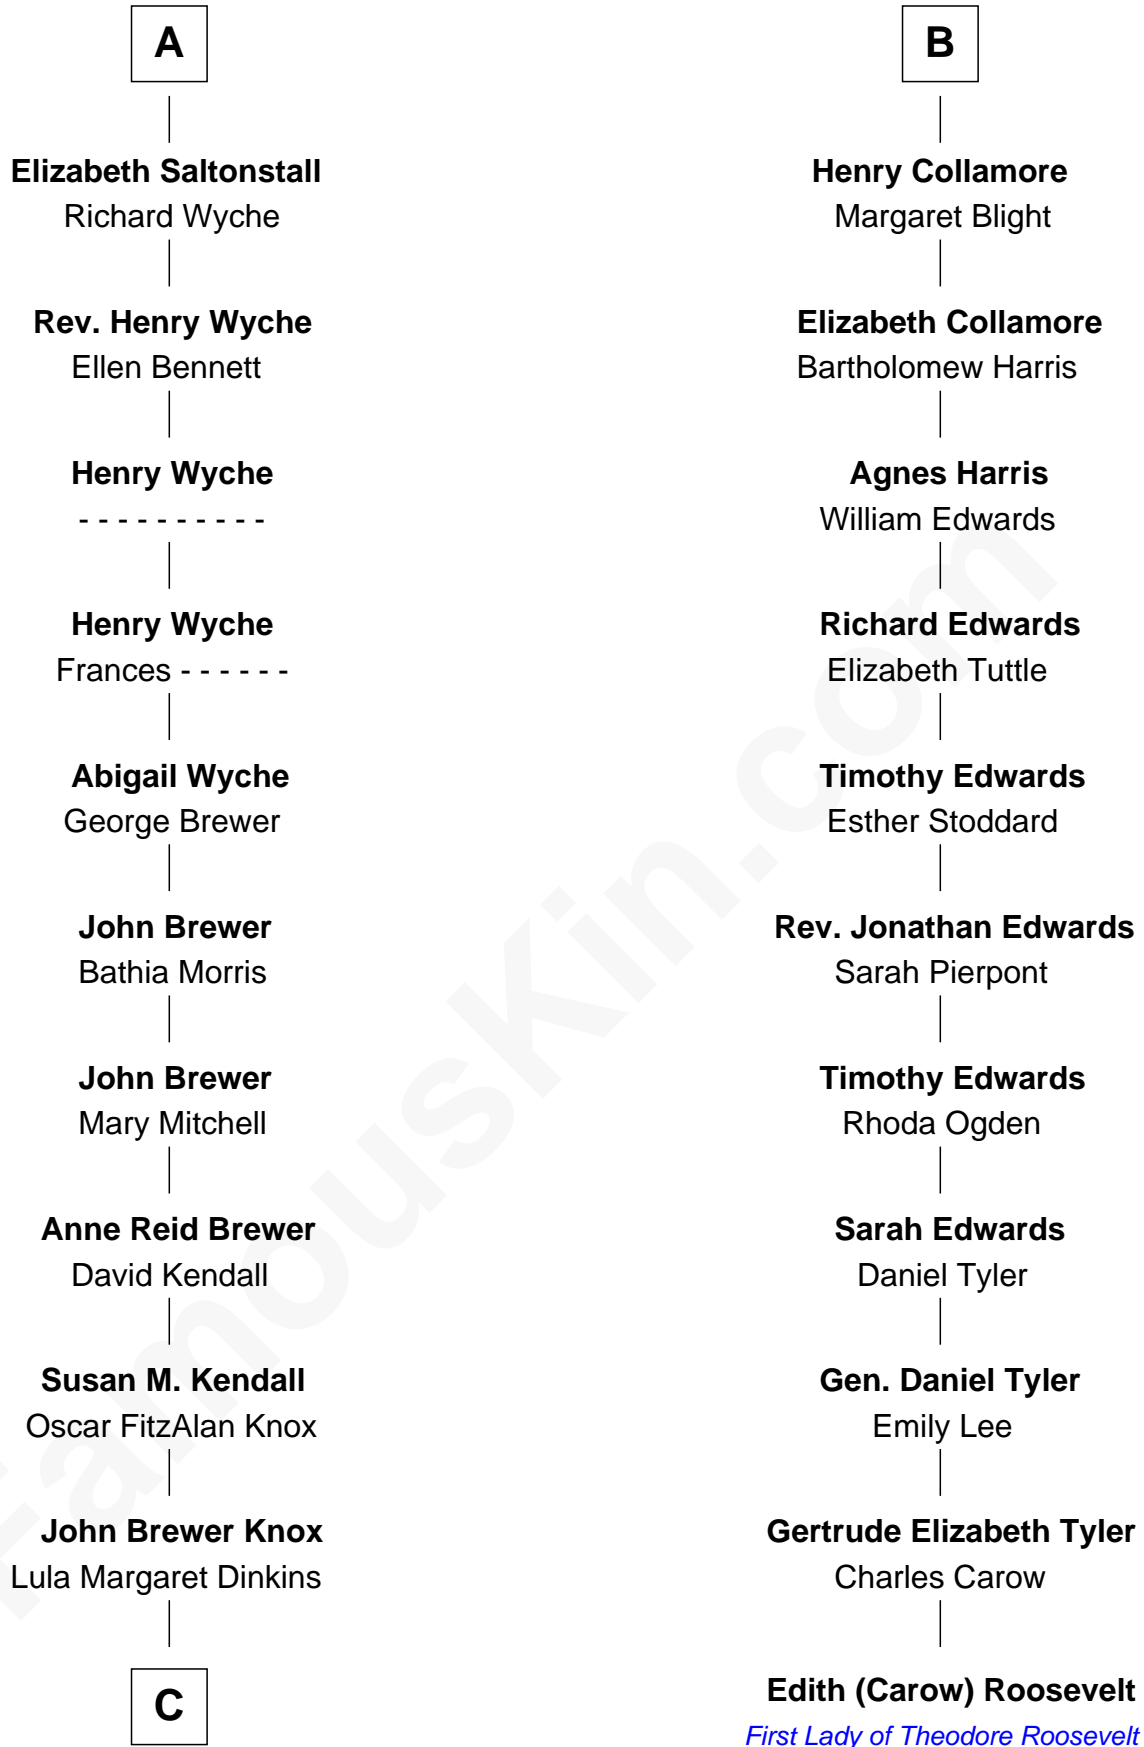 A
Elizabeth Saltonstall
Richard Wyche
Rev. Henry Wyche
Ellen Bennett
Henry Wyche
- - - - - - - - - -
Henry Wyche
Frances - - - - - -
Abigail Wyche
George Brewer
John Brewer
Bathia Morris
John Brewer
Mary Mitchell
Anne Reid Brewer
David Kendall
Susan M. Kendall
Oscar FitzAlan Knox
John Brewer Knox
Lula Margaret Dinkins
C
B
Henry Collamore
Margaret Blight
Elizabeth Collamore
Bartholomew Harris
Agnes Harris
William Edwards
Richard Edwards
Elizabeth Tuttle
Timothy Edwards
Esther Stoddard
Rev. Jonathan Edwards
Sarah Pierpont
Timothy Edwards
Rhoda Ogden
Sarah Edwards
Daniel Tyler
Gen. Daniel Tyler
Emily Lee
Gertrude Elizabeth Tyler
Charles Carow
Edith (Carow) Roosevelt
First Lady of Theodore Roosevelt
FamousKin.com